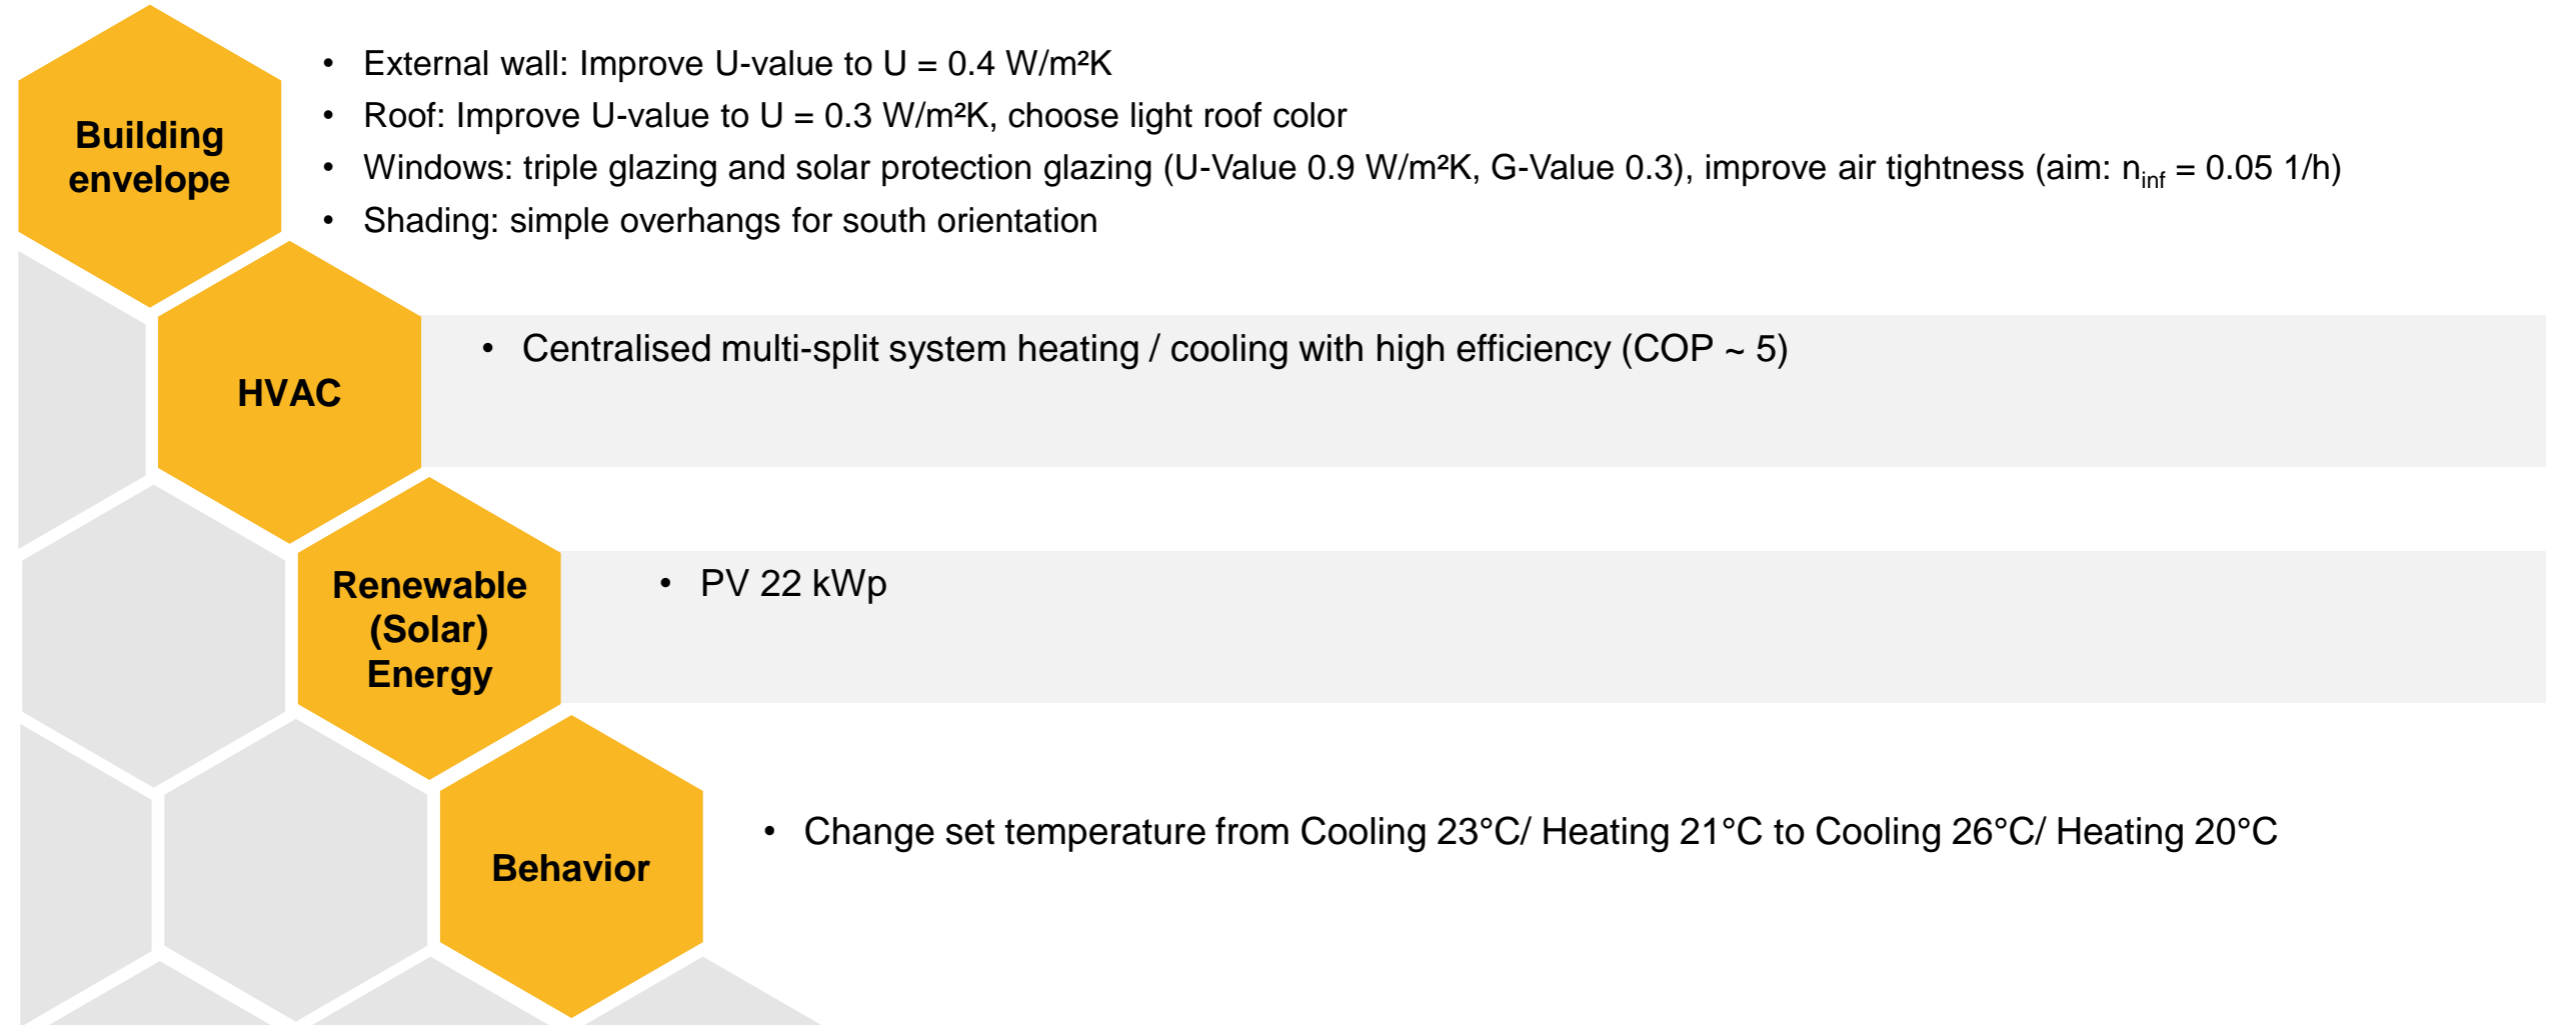 Building
envelope
• External wall: Improve U-value to U = 0.4 W/m²K
• Roof: Improve U-value to U = 0.3 W/m²K, choose light roof color
• Windows: triple glazing and solar protection glazing (U-Value 0.9 W/m²K, G-Value 0.3), improve air tightness (aim: n_inf = 0.05 1/h)
• Shading: simple overhangs for south orientation
HVAC
• Centralised multi-split system heating / cooling with high efficiency (COP ~ 5)
Renewable
(Solar)
Energy
• PV 22 kWp
Behavior
• Change set temperature from Cooling 23°C/ Heating 21°C to Cooling 26°C/ Heating 20°C